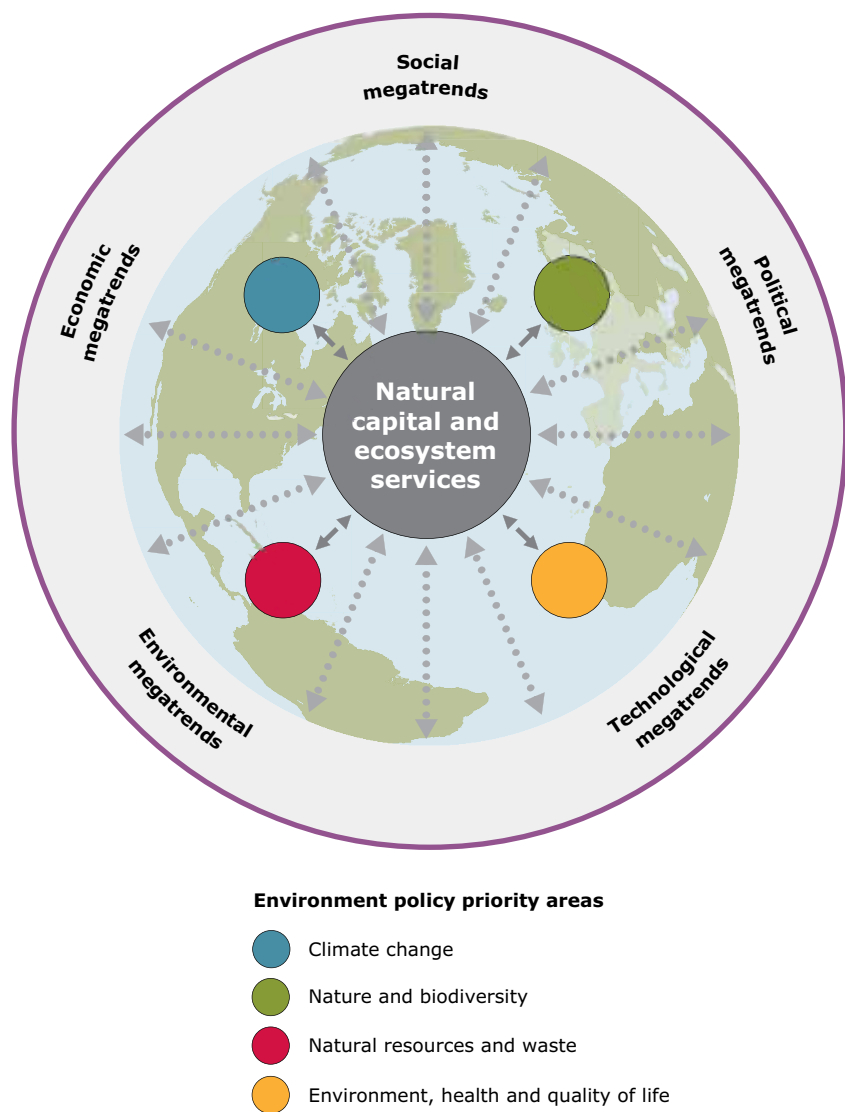 Social
megatrends
Economic
megatrends
Political
megatrends
Natural
capital and
ecosystem
services
Environmental
megatrends
Technological
megatrends
Environment policy priority areas
Climate change
Nature and biodiversity
Natural resources and waste
Environment, health and quality of life